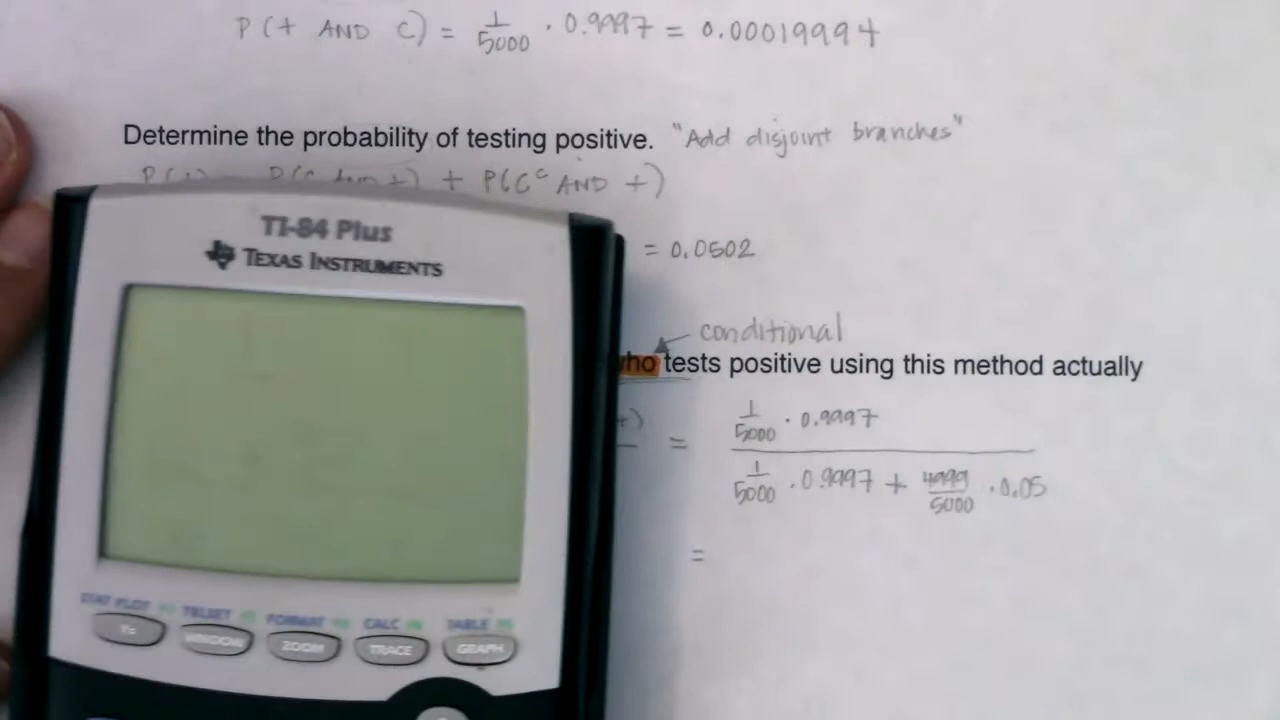 P(+ AND C) = 1/5000 · 0.9997 = 0.00019994
Determine the probability of testing positive. "Add disjoint branches"
P(+) = P(C AND +) + P(Cᶜ AND +)
= 0.0502
conditional
who tests positive using this method actually
+) = 1/5000 · 0.9997
1/5000 · 0.9997 + 4999/5000 · 0.05
=
TI-84 Plus
TEXAS INSTRUMENTS
STAT PLOT TBLSET FORMAT CALC TABLE
Y= WINDOW ZOOM TRACE GRAPH